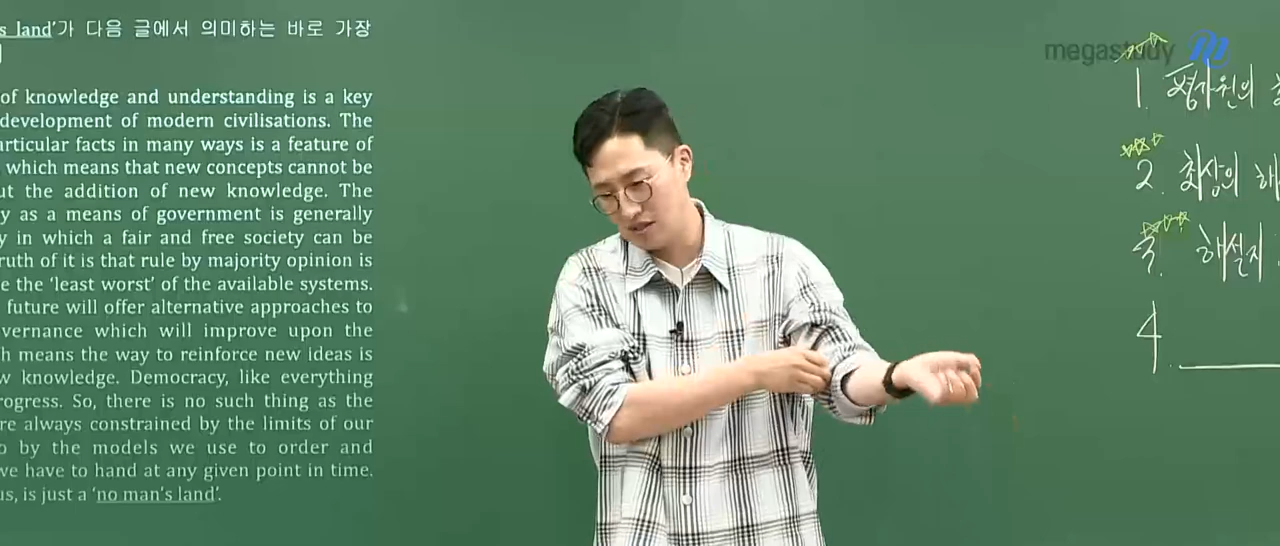 s land'가 다음 글에서 의미하는 바로 가장
of knowledge and understanding is a key
development of modern civilisations. The
articular facts in many ways is a feature of
which means that new concepts cannot be
ut the addition of new knowledge. The
y as a means of government is generally
y in which a fair and free society can be
ruth of it is that rule by majority opinion is
e the 'least worst' of the available systems.
future will offer alternative approaches to
vernance which will improve upon the
h means the way to reinforce new ideas is
w knowledge. Democracy, like everything
rogress. So, there is no such thing as the
re always constrained by the limits of our
o by the models we use to order and
we have to hand at any given point in time.
us, is just a 'no man's land'.
megastudy
1. 평가원의
2. 최상의 해
3. 해설지
4.